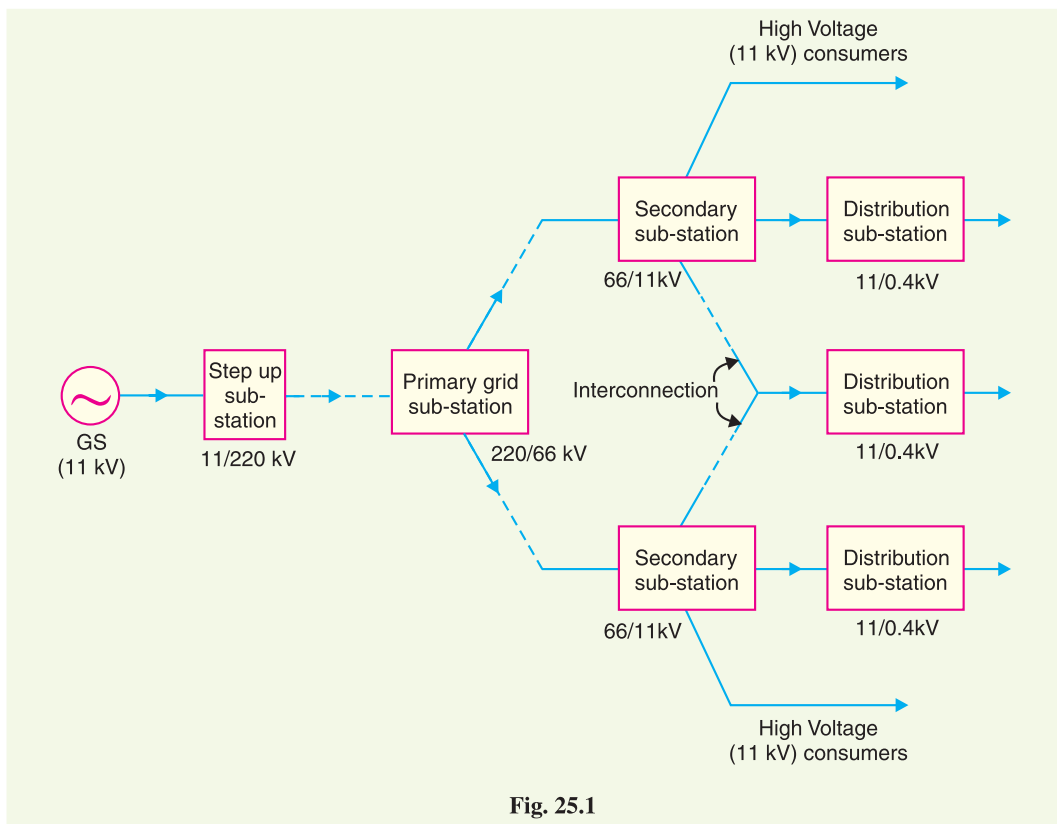 High Voltage
(11 kV) consumers
Secondary
sub-station
66/11kV
Distribution
sub-station
11/0.4kV
GS
(11 kV)
Step up
sub-
station
11/220 kV
Primary grid
sub-station
220/66 kV
Interconnection
Distribution
sub-station
11/0.4kV
Secondary
sub-station
66/11kV
Distribution
sub-station
11/0.4kV
High Voltage
(11 kV) consumers
Fig. 25.1